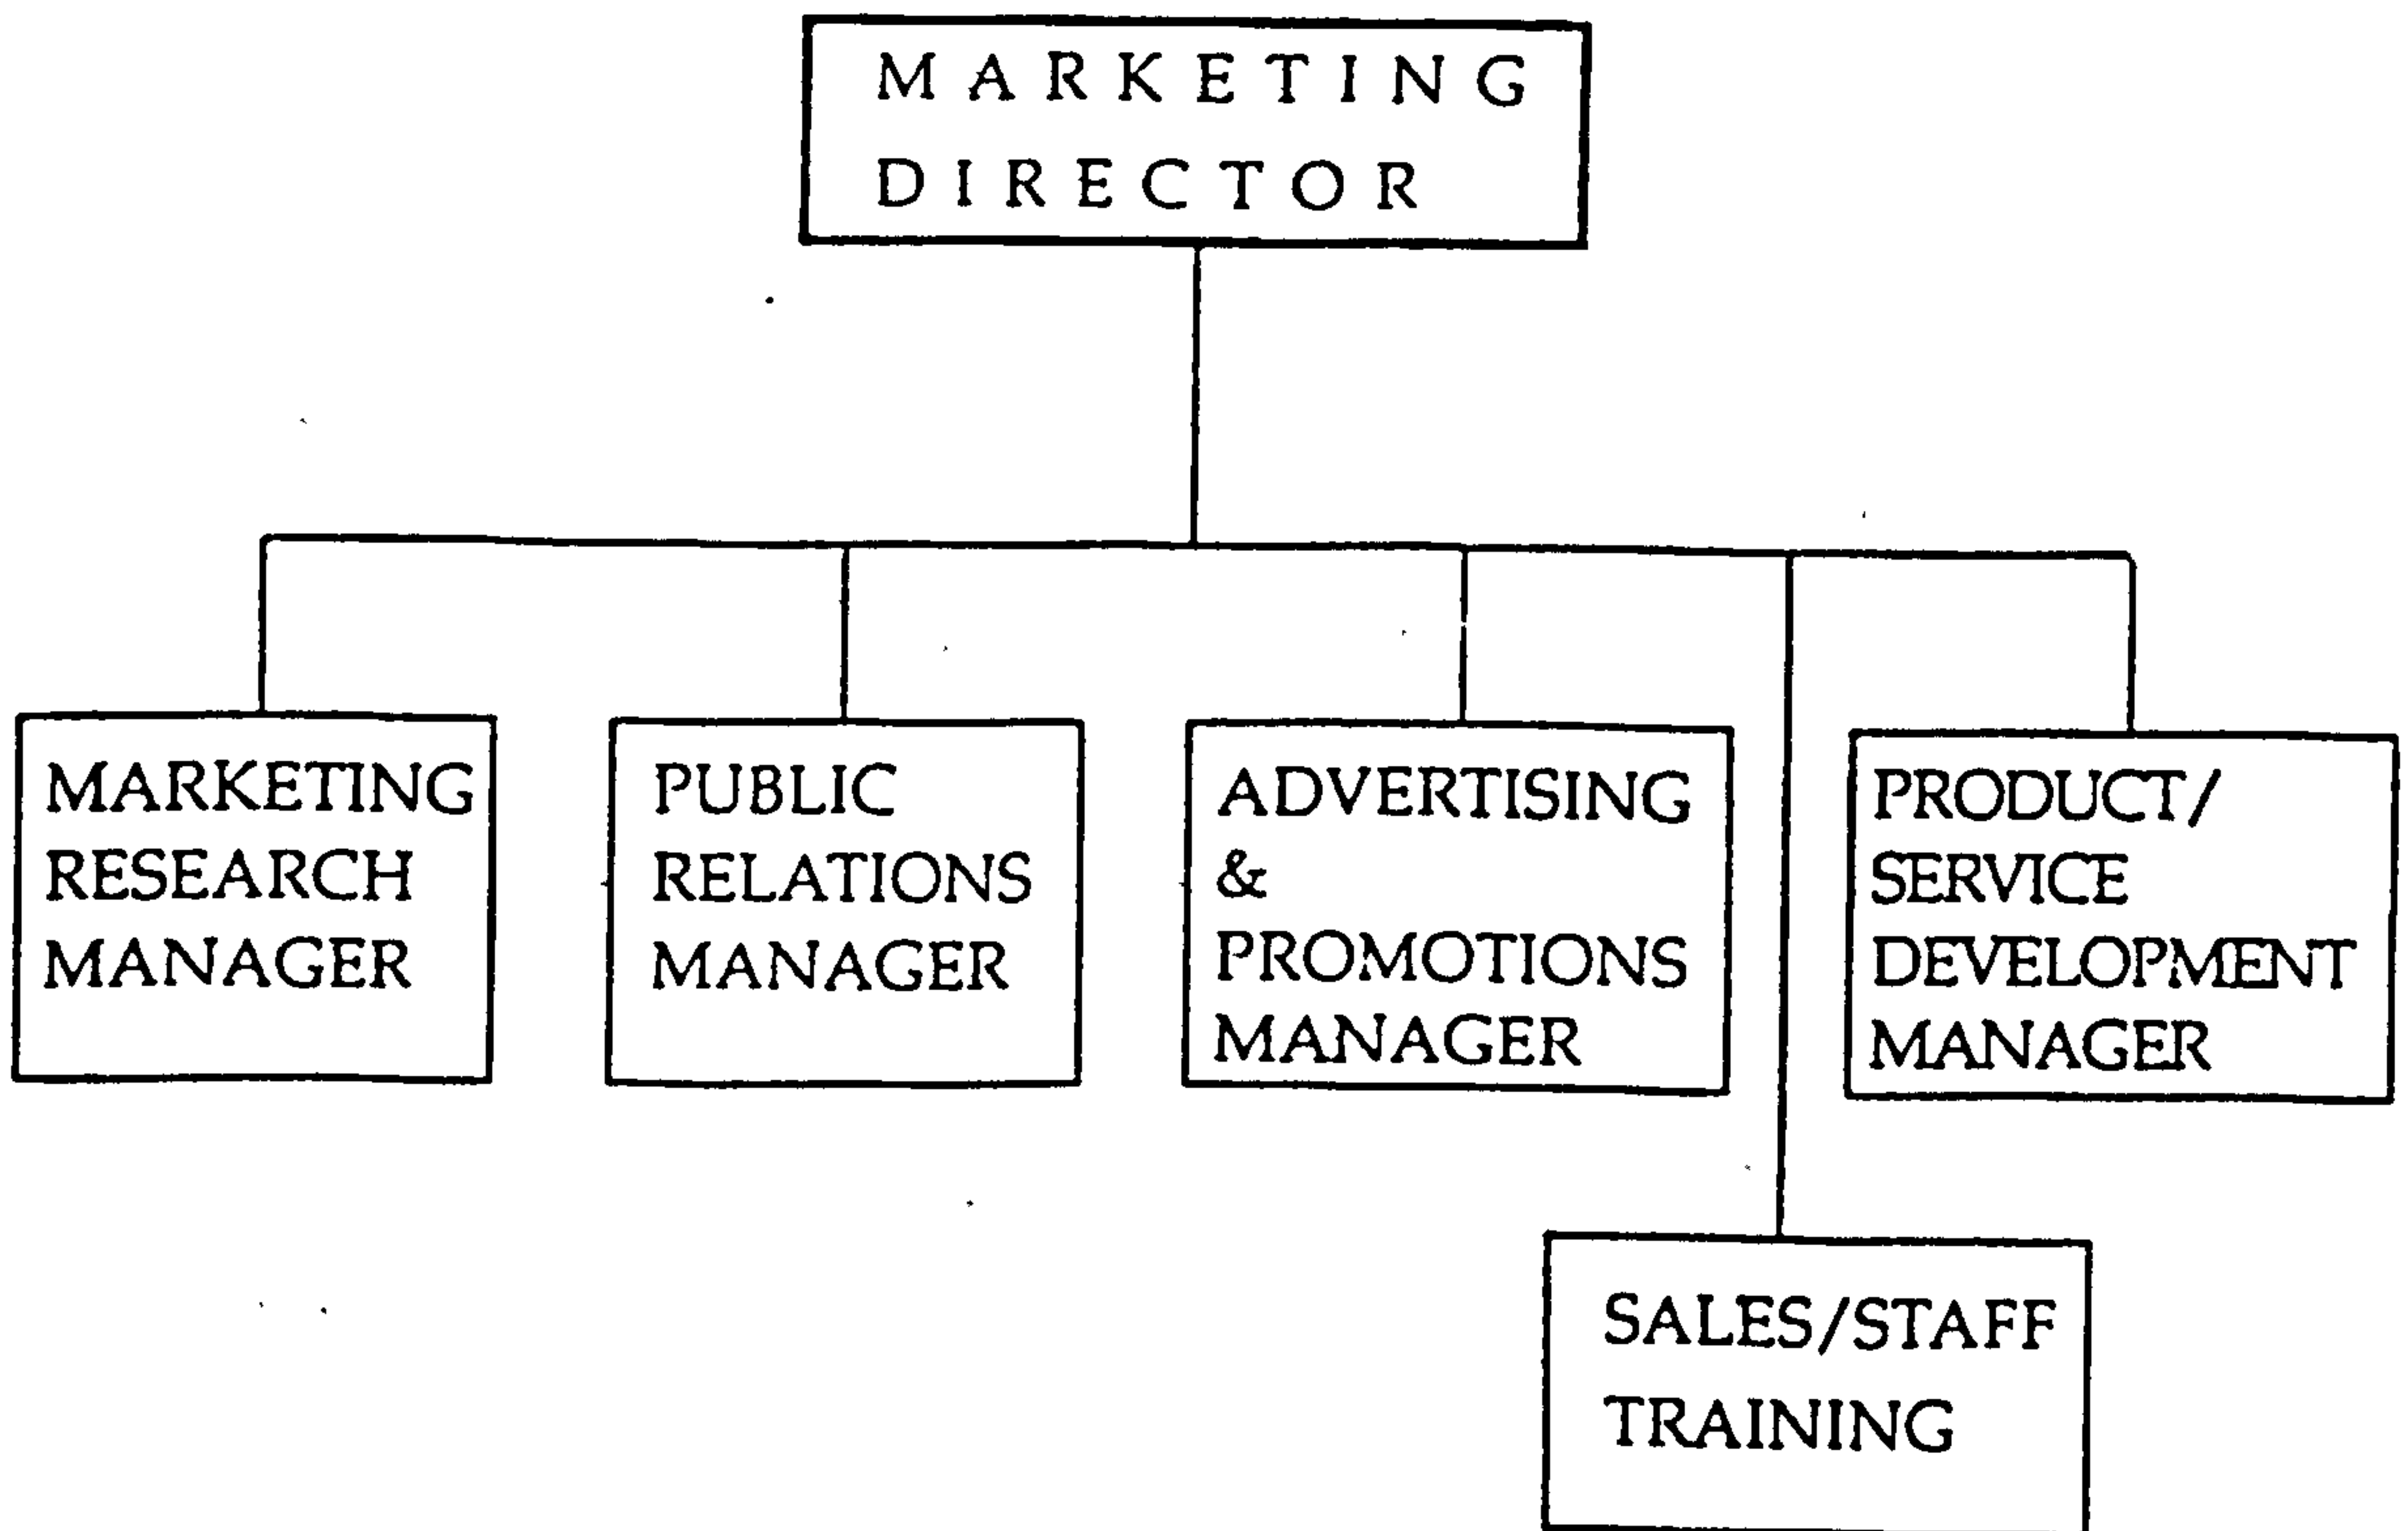 MARKETING
DIRECTOR
MARKETING
RESEARCH
MANAGER
PUBLIC
RELATIONS
MANAGER
ADVERTISING
&
PROMOTIONS
MANAGER
PRODUCT/
SERVICE
DEVELOPMENT
MANAGER
SALES/STAFF
TRAINING